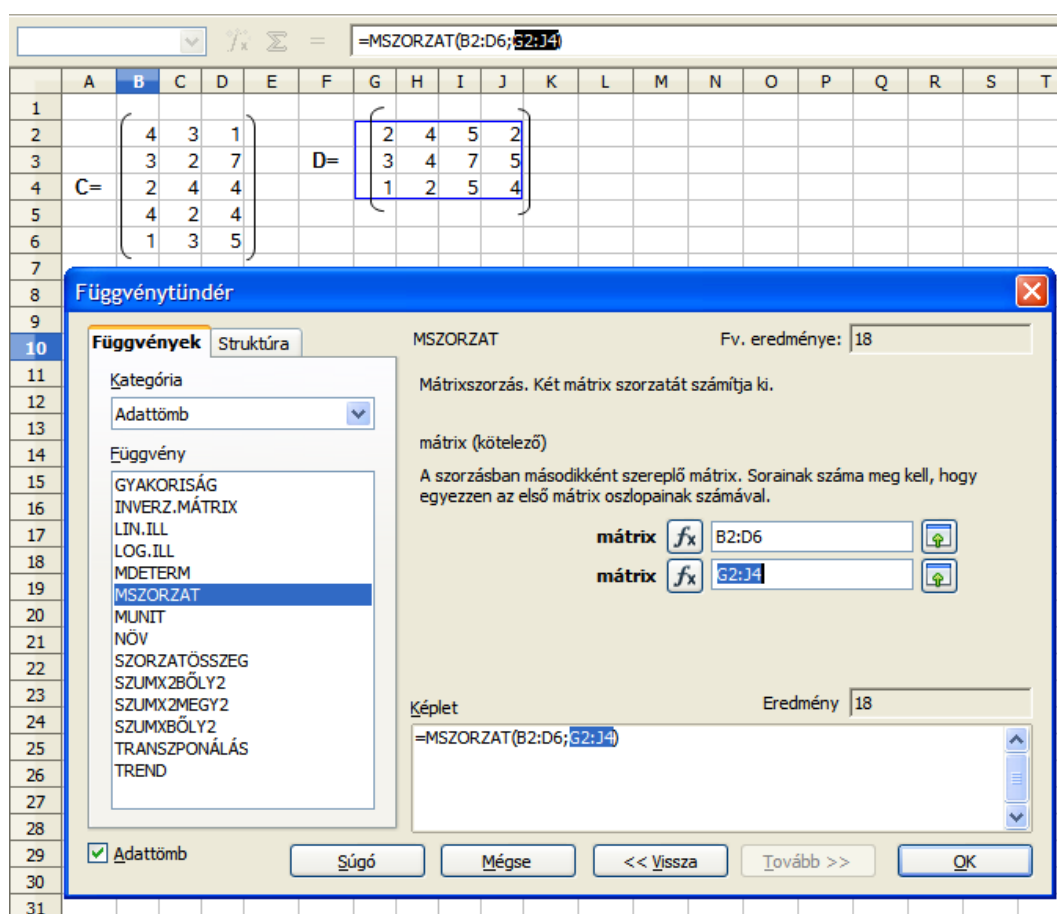 =MSZORZAT(B2:D6;G2:J4)
A B C D E F G H I J K L M N O P Q R S T
1
2 4 3 1 2 4 5 2
3 3 2 7 D= 3 4 7 5
4 C= 2 4 4 1 2 5 4
5 4 2 4
6 1 3 5
7
8
9
10
11
12
13
14
15
16
17
18
19
20
21
22
23
24
25
26
27
28
29
30
31
Függvénytündér
Függvények Struktúra
MSZORZAT Fv. eredménye: 18
Kategória
Adattömb
Mátrixszorzás. Két mátrix szorzatát számítja ki.
Függvény
GYAKORISÁG
INVERZ.MÁTRIX
LIN.ILL
LOG.ILL
MDETERM
MSZORZAT
MUNIT
NÖV
SZORZATÖSSZEG
SZUMX2BŐLY2
SZUMX2MEGY2
SZUMXBŐLY2
TRANSZPONÁLÁS
TREND
mátrix (kötelező)
A szorzásban másodikként szereplő mátrix. Sorainak száma meg kell, hogy
egyezzen az első mátrix oszlopainak számával.
mátrix fx B2:D6
mátrix fx G2:J4
Képlet Eredmény 18
=MSZORZAT(B2:D6;G2:J4)
Adattömb Súgó Mégse << Vissza Tovább >> OK